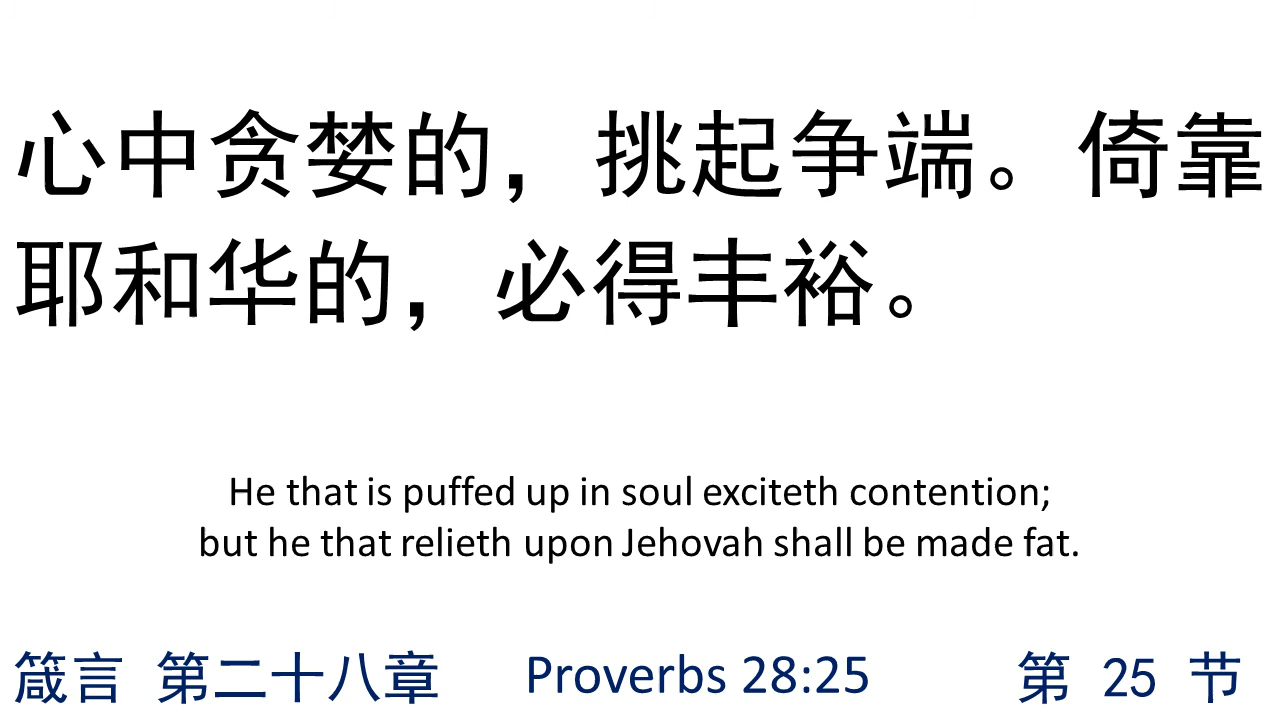 心中贪婪的，挑起争端。倚靠
耶和华的，必得丰裕。
He that is puffed up in soul exciteth contention;
but he that relieth upon Jehovah shall be made fat.
箴言 第二十八章 Proverbs 28:25 第 25 节